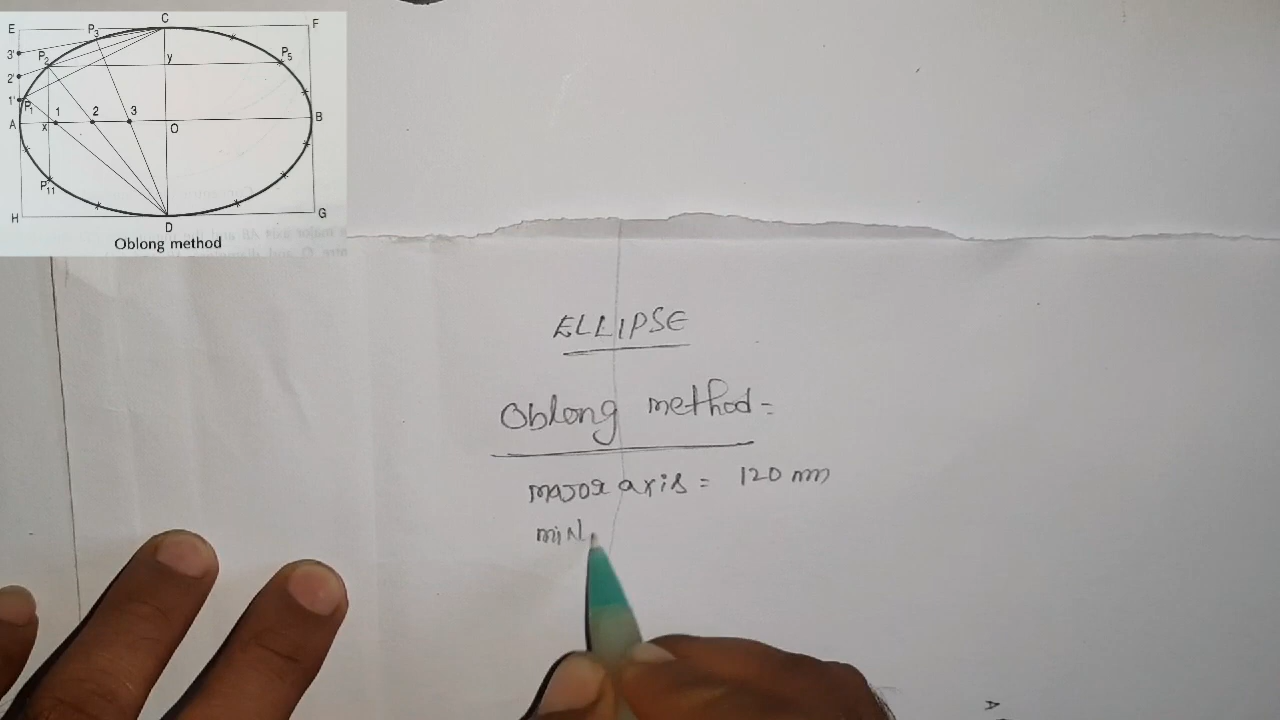 E 3' 2' 1' A H
P3 C F
P2 y P5
P1 1 2 3
x O B
P11
D G
Oblong method
ELLIPSE
Oblong method =
major axis = 120 mm
miN
A